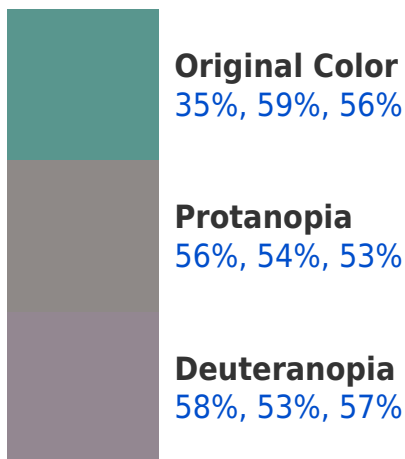 Original Color
35%, 59%, 56%
Protanopia
56%, 54%, 53%
Deuteranopia
58%, 53%, 57%